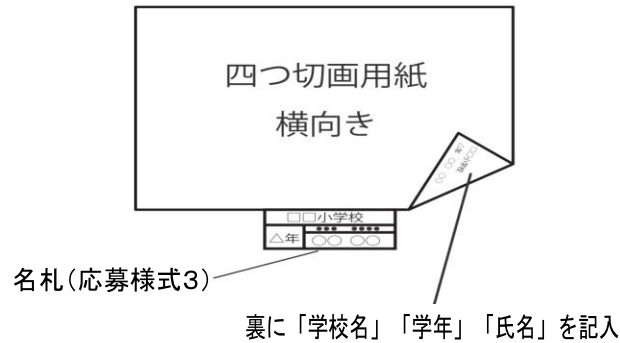 四つ切画用紙
横向き
□□小学校
△年
●●● ●●●●
○○ ○○
名札（応募様式3）
裏に「学校名」「学年」「氏名」を記入